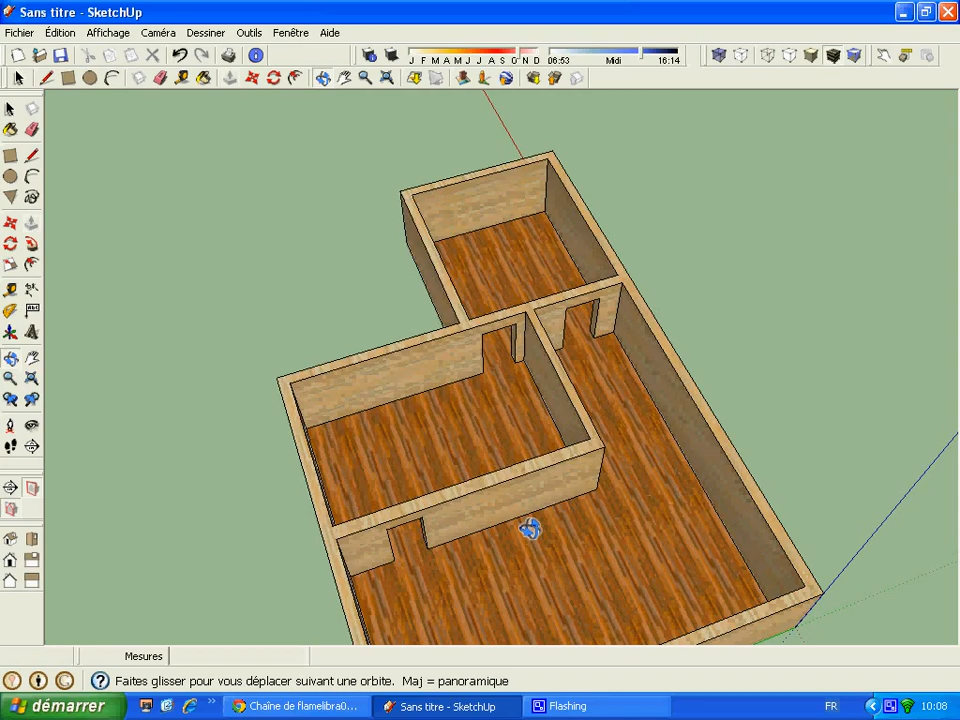 Sans titre - SketchUp
Fichier Édition Affichage Caméra Dessiner Outils Fenêtre Aide
J F M A M J J A S O N D 06:53 Midi 16:14
Mesures
Faites glisser pour vous déplacer suivant une orbite. Maj = panoramique
démarrer Chaîne de flamelibra0... Sans titre - SketchUp Flashing FR 10:08